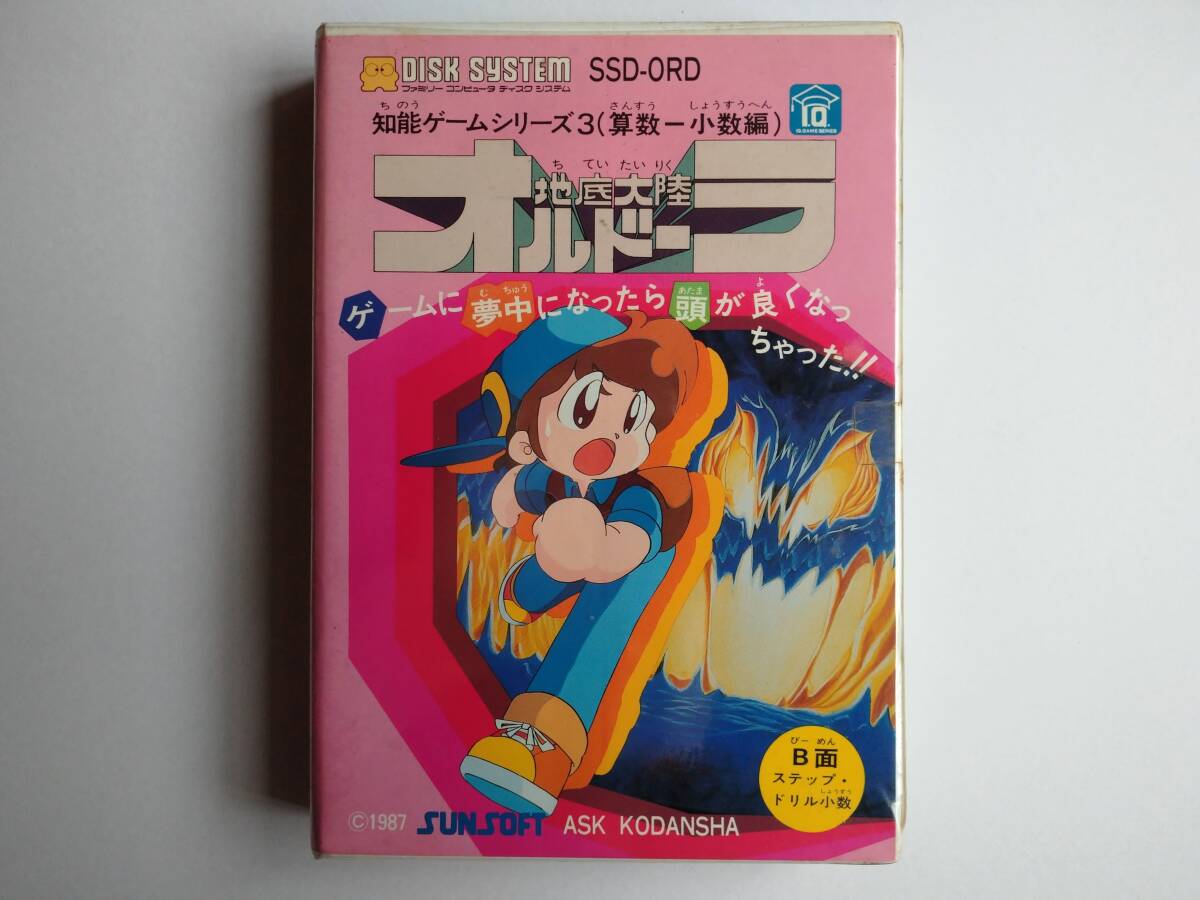 DISK SYSTEM SSD-ORD
ファミリー コンピュータ ディスク システム
ちのう さんすう しょうすうへん
知能ゲームシリーズ3(算数ー小数編)
I.Q.
IQ GAME SERIES
ち てい たい りく
地底大陸
オルドーラ
む ちゅう あたま よ
ゲームに夢中になったら頭が良くなっ
ちゃった!!
びー めん
B面
ステップ・
しょうすう
ドリル小数
©1987 SUNSOFT ASK KODANSHA